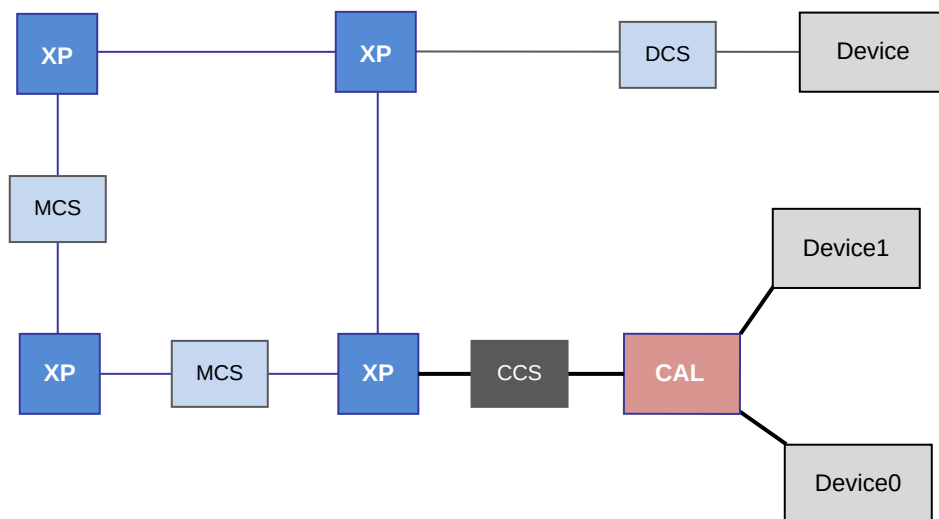 XP
XP
DCS
Device
MCS
Device1
XP
MCS
XP
CCS
CAL
Device0